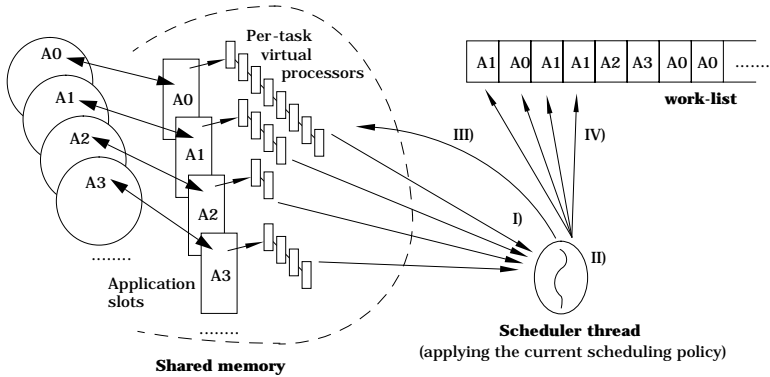 A0
A1
A2
A3
........
A0
A1
A2
A3
........
Application
slots
Per-task
virtual
processors
Shared memory
I)
II)
III)
IV)
A1 A0 A1 A1 A2 A3 A0 A0 .......
work-list
Scheduler thread
(applying the current scheduling policy)